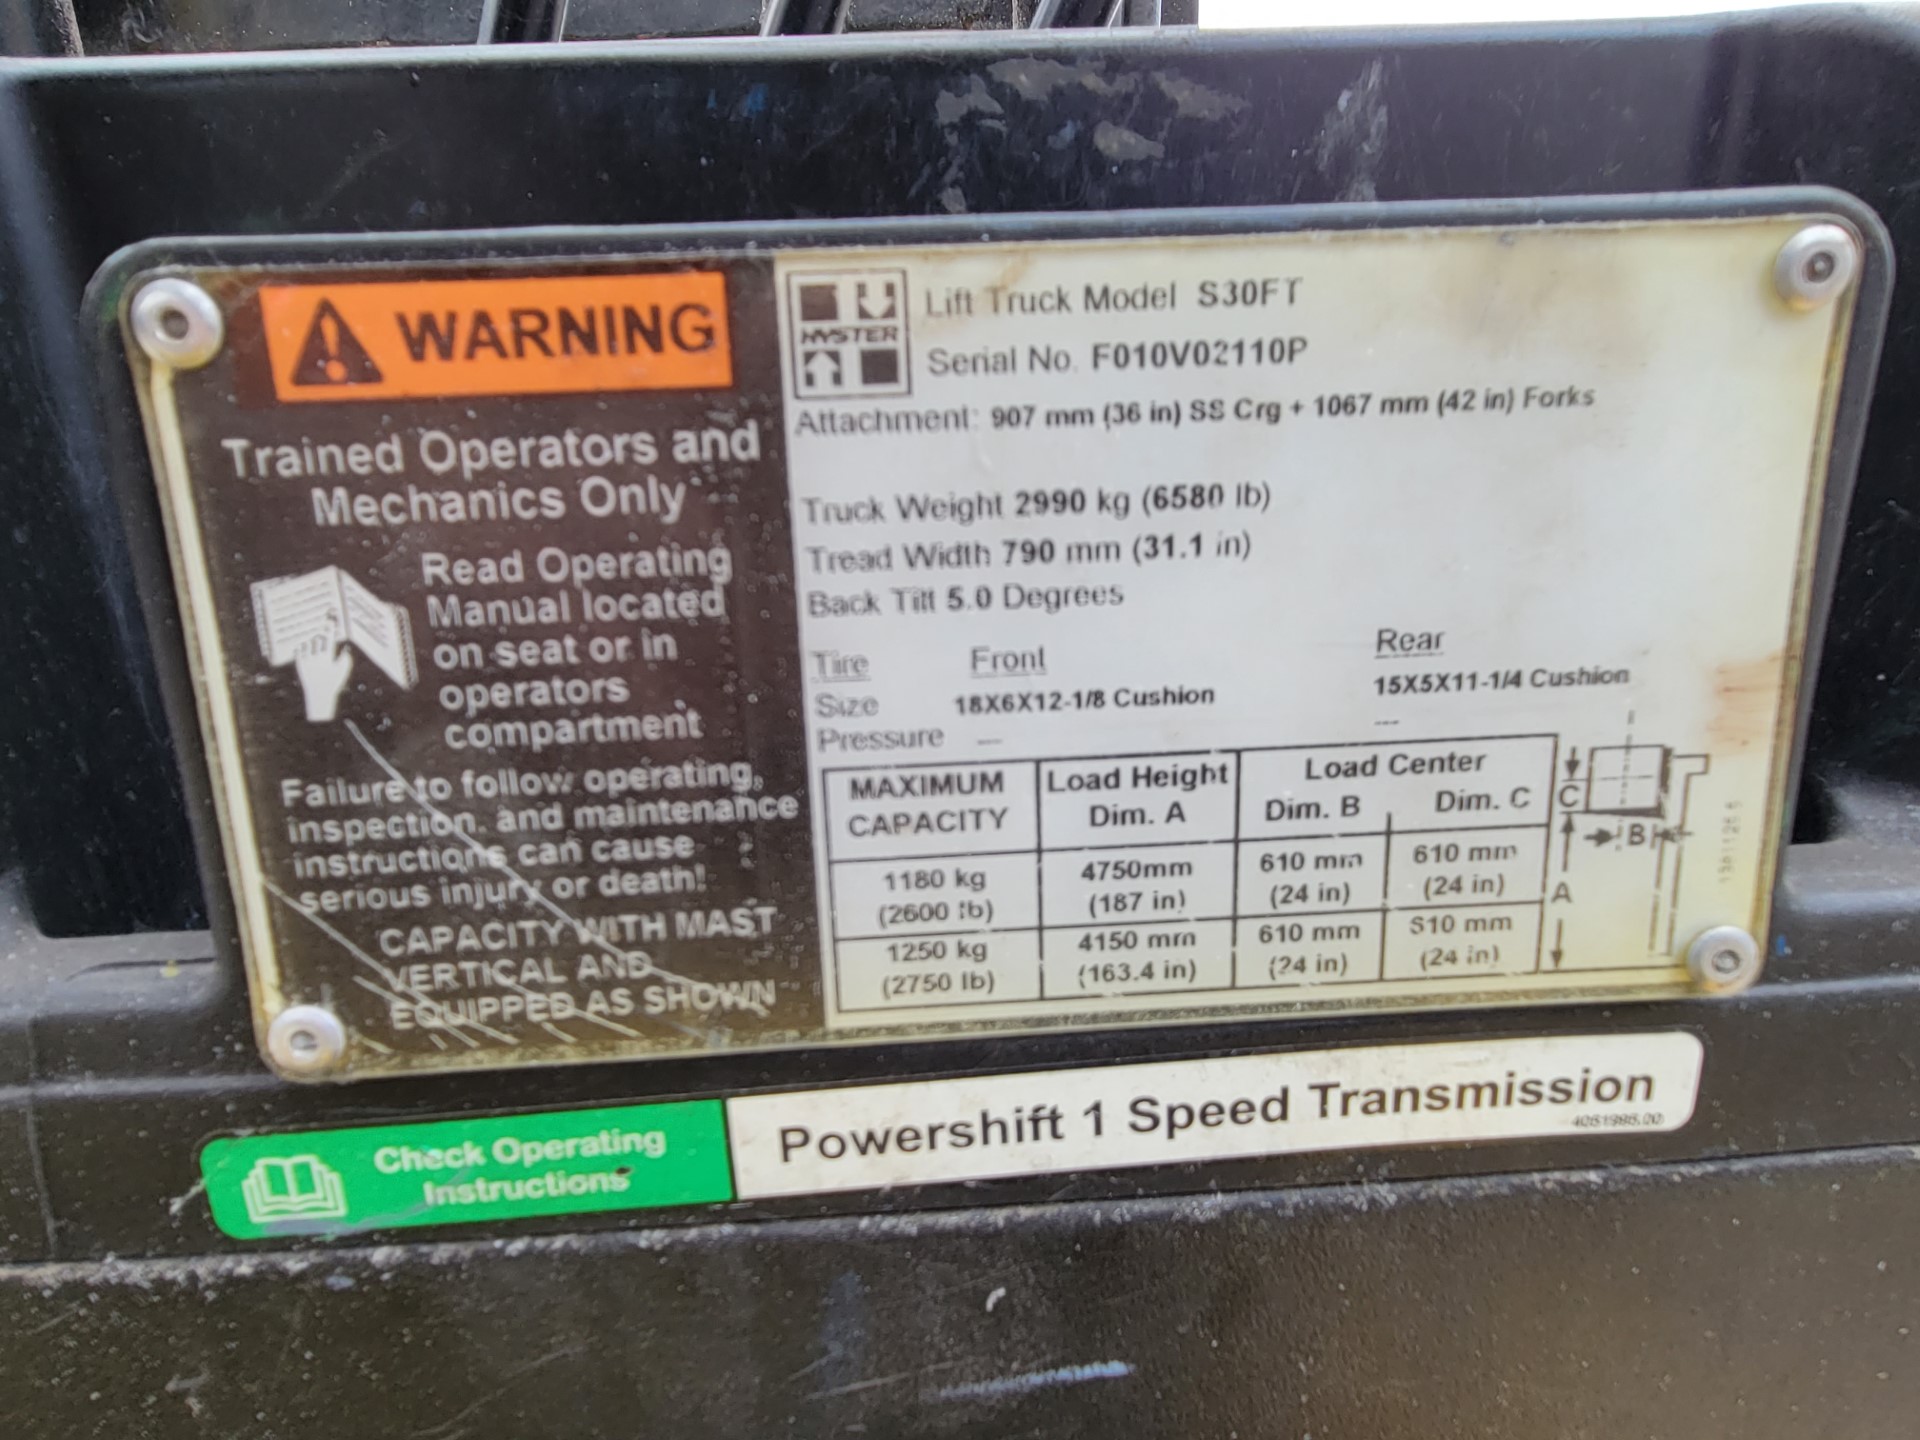 WARNING
Trained Operators and
Mechanics Only
Read Operating
Manual located
on seat or in
operators
compartment
Failure to follow operating,
inspection, and maintenance
instructions can cause
serious injury or death!
CAPACITY WITH MAST
VERTICAL AND
EQUIPPED AS SHOWN
HYSTER
Lift Truck Model S30FT
Serial No. F010V02110P
Attachment: 907 mm (36 in) SS Crg + 1067 mm (42 in) Forks
Truck Weight 2990 kg (6580 lb)
Tread Width 790 mm (31.1 in)
Back Tilt 5.0 Degrees
Tire Front Rear
Size 18X6X12-1/8 Cushion 15X5X11-1/4 Cushion
Pressure --- ---
MAXIMUM CAPACITY Load Height Dim. A Load Center Dim. B Dim. C
1180 kg 4750mm 610 mm 610 mm
(2600 lb) (187 in) (24 in) (24 in)
1250 kg 4150 mm 610 mm 610 mm
(2750 lb) (163.4 in) (24 in) (24 in)
C
B
A
Check Operating
Instructions
Powershift 1 Speed Transmission